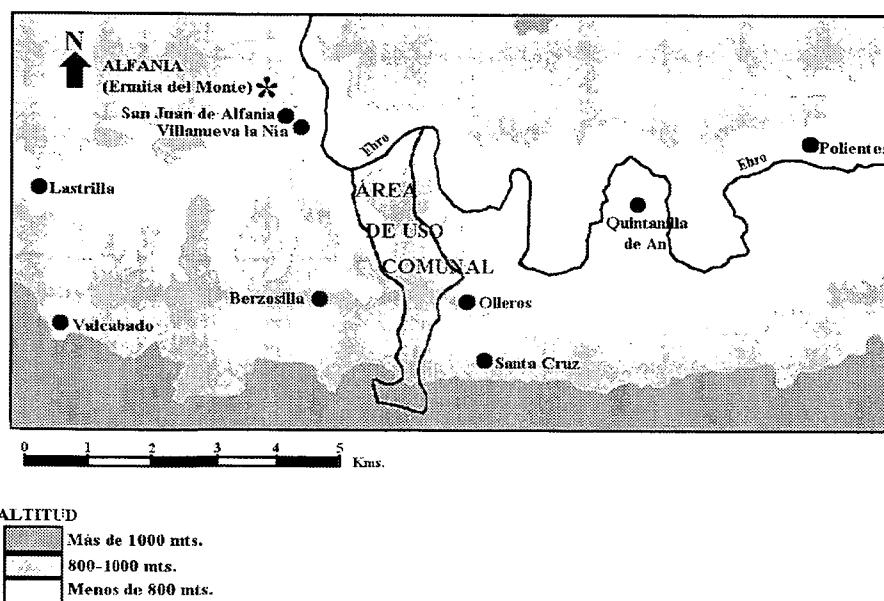 N
ALFANIA
(Ermita del Monte)
San Juan de Alfania
Villanueva la Nía
Lastrilla
Ebro
ÁREA
DE USO
COMUNAL
Ebro
Polientes
Quintanilla
de An
Berzosilla
Olleros
Valcabado
Santa Cruz
0 1 2 3 4 5
Kms.
ALTITUD
Más de 1000 mts.
800-1000 mts.
Menos de 800 mts.